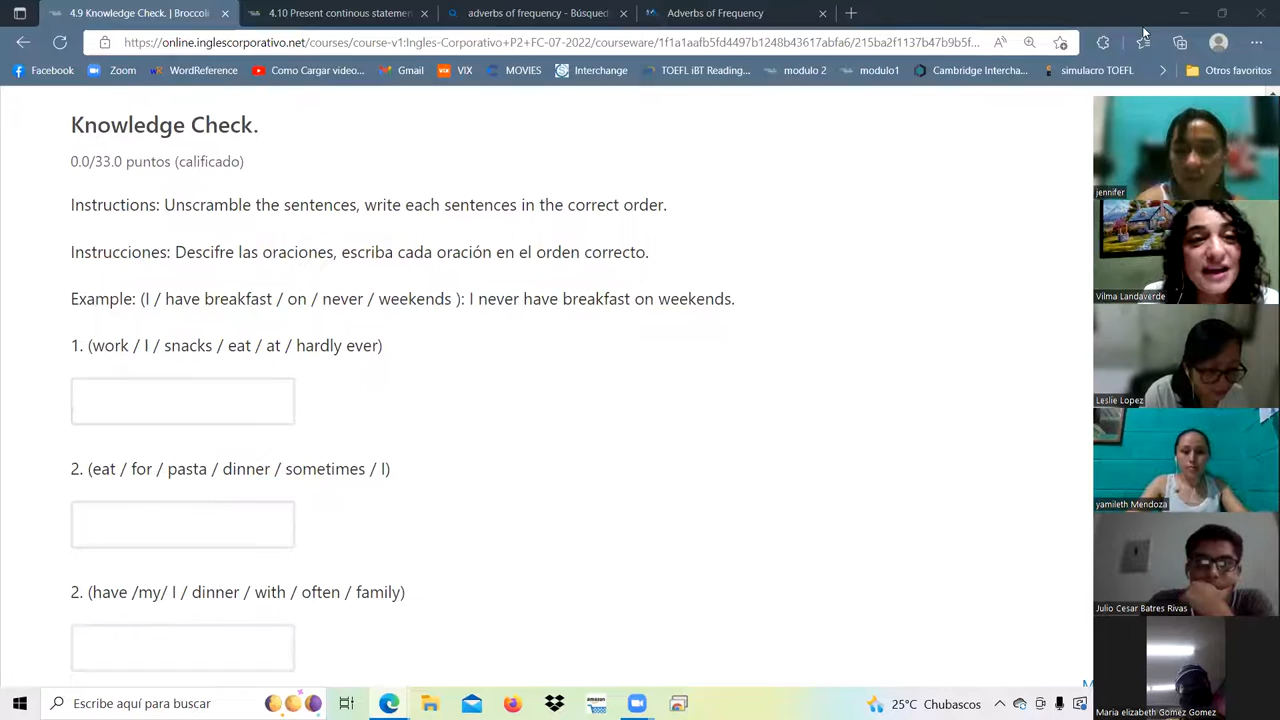 4.9 Knowledge Check. | Broccoli
4.10 Present continous statemen
adverbs of frequency - Búsqued
Adverbs of Frequency
https://online.inglescorporativo.net/courses/course-v1:Ingles-Corporativo+P2+FC-07-2022/courseware/1f1a1aafb5fd4497b1248b43617abfa6/215ba2f1137b47b9b5f...
Facebook
Zoom
WordReference
Como Cargar video...
Gmail
VIX
MOVIES
Interchange
TOEFL iBT Reading...
modulo 2
modulo1
Cambridge Intercha...
simulacro TOEFL
Otros favoritos
Knowledge Check.
0.0/33.0 puntos (calificado)
Instructions: Unscramble the sentences, write each sentences in the correct order.
Instrucciones: Descifre las oraciones, escriba cada oración en el orden correcto.
Example: (I / have breakfast / on / never / weekends ): I never have breakfast on weekends.
1. (work / I / snacks / eat / at / hardly ever)
2. (eat / for / pasta / dinner / sometimes / I)
2. (have /my/ I / dinner / with / often / family)
jennifer
Vilma Landaverde
Leslie Lopez
yamileth Mendoza
Julio Cesar Batres Rivas
Maria elizabeth Gomez Gomez
Escribe aquí para buscar
25°C Chubascos